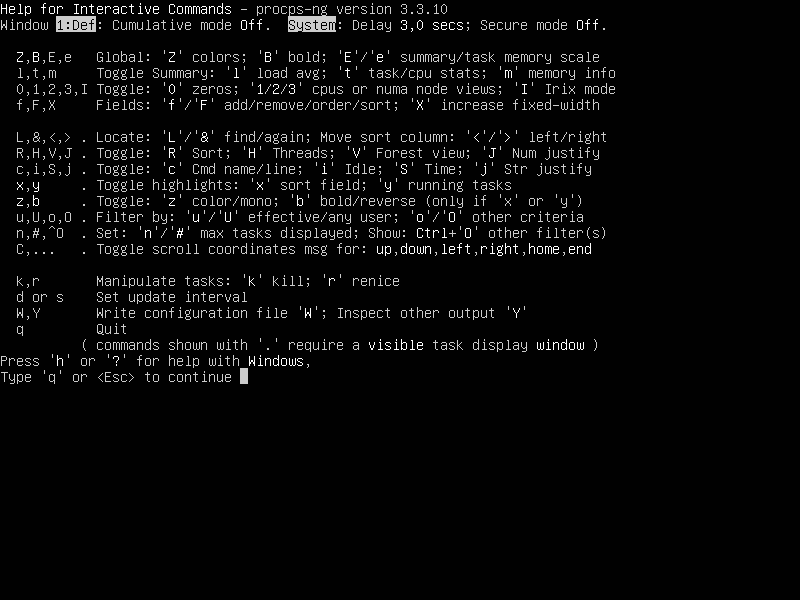 Help for Interactive Commands - procps-ng version 3.3.10
Window 1:Def: Cumulative mode Off.  System: Delay 3,0 secs; Secure mode Off.

  Z,B,E,e   Global: 'Z' colors; 'B' bold; 'E'/'e' summary/task memory scale
  l,t,m     Toggle Summary: 'l' load avg; 't' task/cpu stats; 'm' memory info
  0,1,2,3,I Toggle: '0' zeros; '1/2/3' cpus or numa node views; 'I' Irix mode
  f,F,X     Fields: 'f'/'F' add/remove/order/sort; 'X' increase fixed-width

  L,&,<,> . Locate: 'L'/'&' find/again; Move sort column: '<'/'>' left/right
  R,H,V,J . Toggle: 'R' Sort; 'H' Threads; 'V' Forest view; 'J' Num justify
  c,i,S,j . Toggle: 'c' Cmd name/line; 'i' Idle; 'S' Time; 'j' Str justify
  x,y     . Toggle highlights: 'x' sort field; 'y' running tasks
  z,b     . Toggle: 'z' color/mono; 'b' bold/reverse (only if 'x' or 'y')
  u,U,o,O . Filter by: 'u'/'U' effective/any user; 'o'/'O' other criteria
  n,#,^O  . Set: 'n'/'#' max tasks displayed; Show: Ctrl+'O' other filter(s)
  C,...   . Toggle scroll coordinates msg for: up,down,left,right,home,end

  k,r       Manipulate tasks: 'k' kill; 'r' renice
  d or s    Set update interval
  W,Y       Write configuration file 'W'; Inspect other output 'Y'
  q         Quit
          ( commands shown with '.' require a visible task display window )
Press 'h' or '?' for help with Windows,
Type 'q' or <Esc> to continue